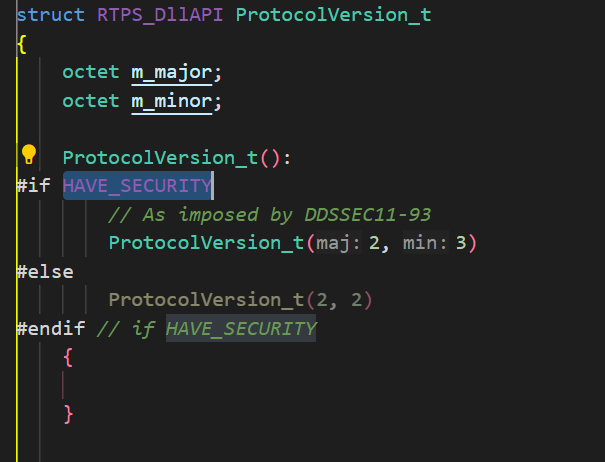 struct RTPS_DllAPI ProtocolVersion_t
{
octet m_major;
octet m_minor;
ProtocolVersion_t():
#if HAVE_SECURITY
// As imposed by DDSSEC11-93
ProtocolVersion_t(maj: 2, min: 3)
#else
ProtocolVersion_t(2, 2)
#endif // if HAVE_SECURITY
{
}